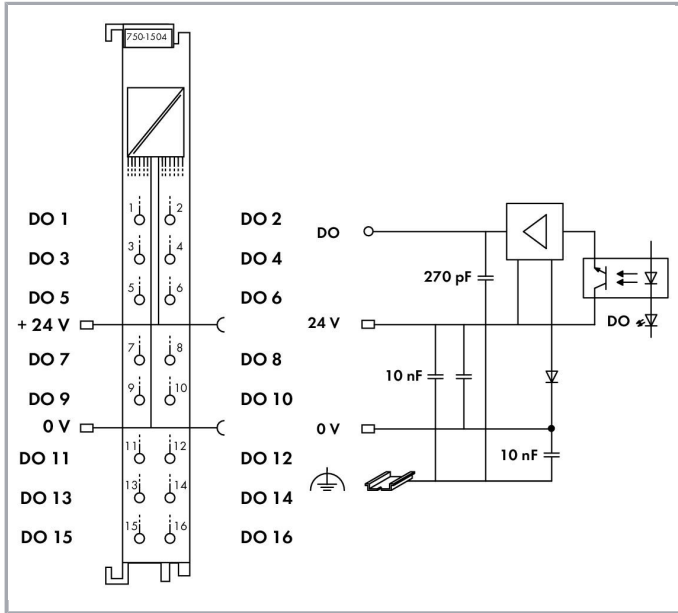 750-1504
1 2
DO 1 DO 2 DO
3 4
DO 3 DO 4
270 pF
5 6
DO 5 DO 6
+ 24 V 24 V DO
7 8
DO 7 DO 8
10 nF
9 10
DO 9 DO 10
0 V 0 V
11 12
DO 11 DO 12 10 nF
13 14
DO 13 DO 14
15 16
DO 15 DO 16